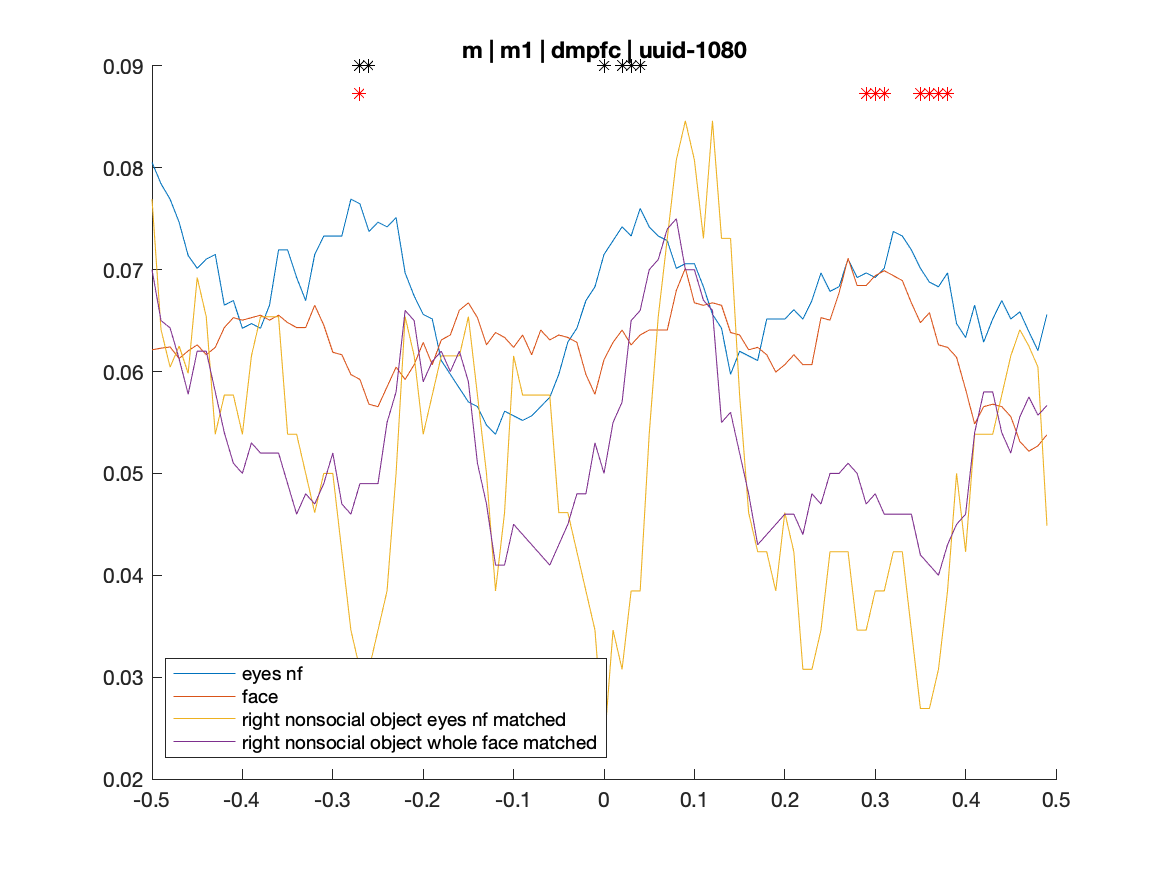 m | m1 | dmpfc | uuid-1080
0.09
0.08
0.07
0.06
0.05
0.04
0.03
0.02
eyes nf
face
right nonsocial object eyes nf matched
right nonsocial object whole face matched
-0.5 -0.4 -0.3 -0.2 -0.1 0 0.1 0.2 0.3 0.4 0.5